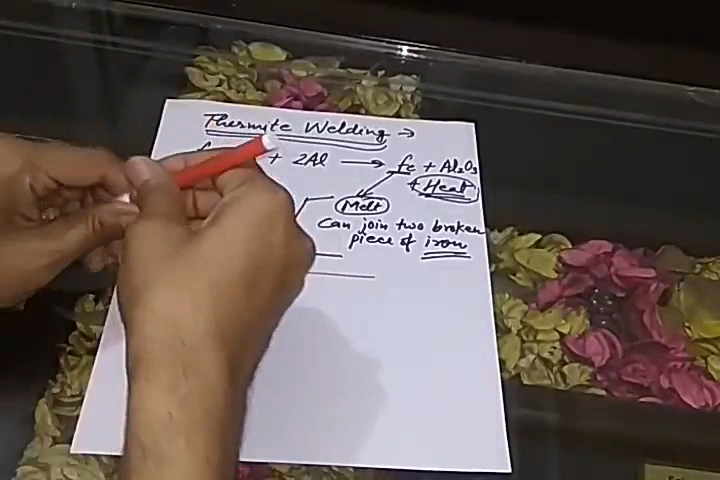 Thermite Welding →
+ 2Al → Fe + Al₂O₃
+ Heat
Melt
Can join two broken
piece of iron